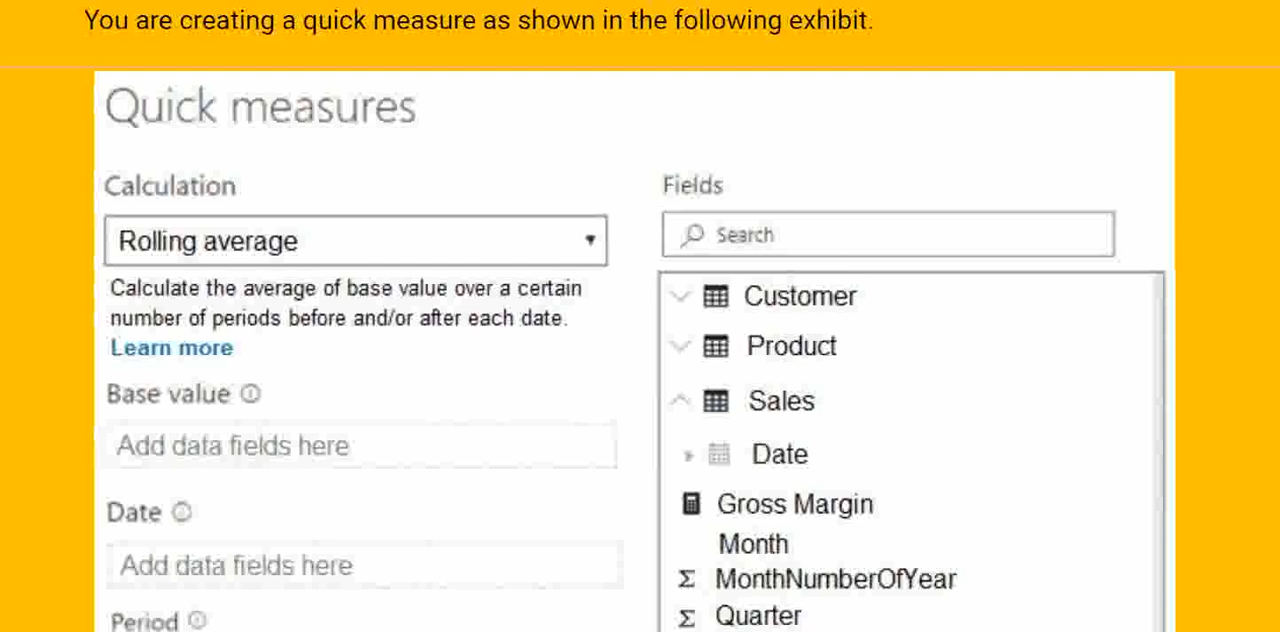 You are creating a quick measure as shown in the following exhibit.
Quick measures
Calculation
Rolling average
Calculate the average of base value over a certain
number of periods before and/or after each date.
Learn more
Base value
Add data fields here
Date
Add data fields here
Period
Fields
Search
Customer
Product
Sales
Date
Gross Margin
Month
Σ MonthNumberOfYear
Σ Quarter